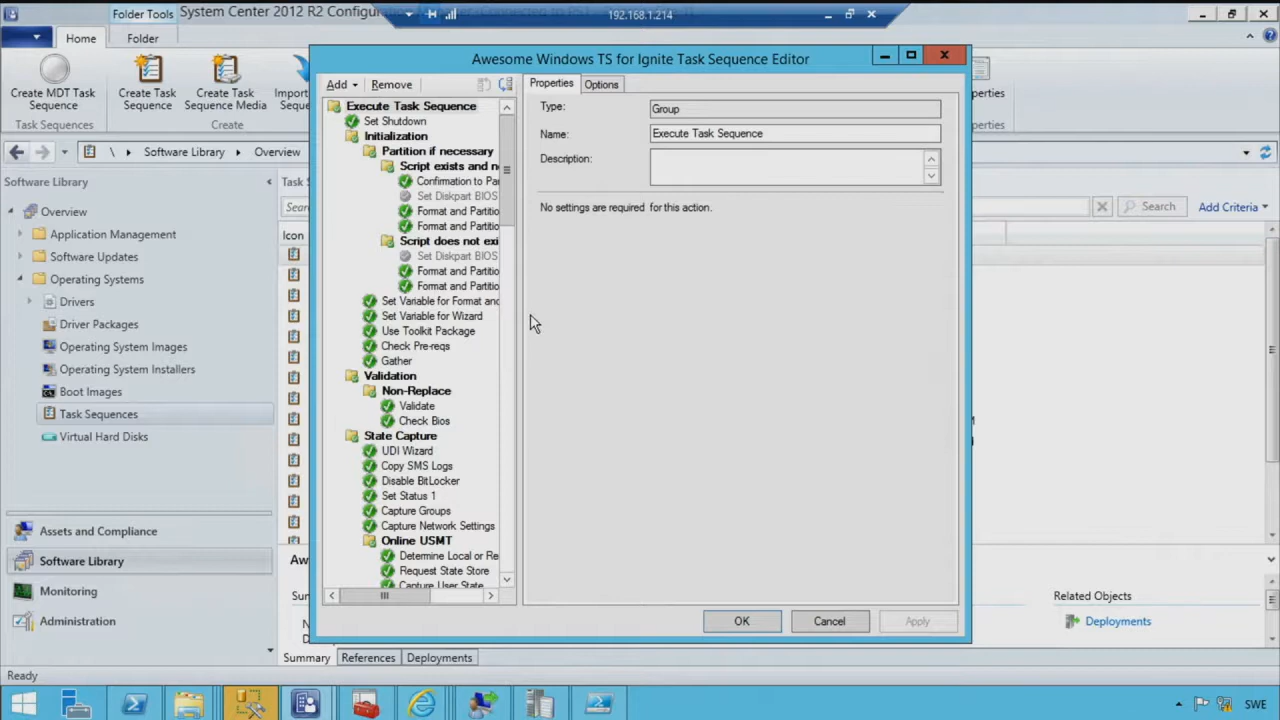 Folder Tools
System Center 2012 R2 Configura
192.168.1.214
Home
Folder
Create MDT Task
Sequence
Create Task
Sequence
Create Task
Sequence Media
Task Sequences
Create
Awesome Windows TS for Ignite Task Sequence Editor
Add
Remove
Properties
Options
Execute Task Sequence
Set Shutdown
Initialization
Partition if necessary
Script exists and n
Confirmation to Pa
Set Diskpart BIOS
Format and Partitio
Format and Partitio
Script does not exi
Set Diskpart BIOS
Format and Partitio
Format and Partitio
Set Variable for Format and
Set Variable for Wizard
Use Toolkit Package
Check Pre-reqs
Gather
Validation
Non-Replace
Validate
Check Bios
State Capture
UDI Wizard
Copy SMS Logs
Disable BitLocker
Set Status 1
Capture Groups
Capture Network Settings
Online USMT
Determine Local or Re
Request State Store
Capture User State
Type:
Group
Name:
Execute Task Sequence
Description:
No settings are required for this action.
OK
Cancel
Apply
\ Software Library Overview
Software Library
Overview
Application Management
Software Updates
Operating Systems
Drivers
Driver Packages
Operating System Images
Operating System Installers
Boot Images
Task Sequences
Virtual Hard Disks
Assets and Compliance
Software Library
Monitoring
Administration
Icon
Search
Add Criteria
Related Objects
Deployments
Summary
References
Deployments
Ready
SWE